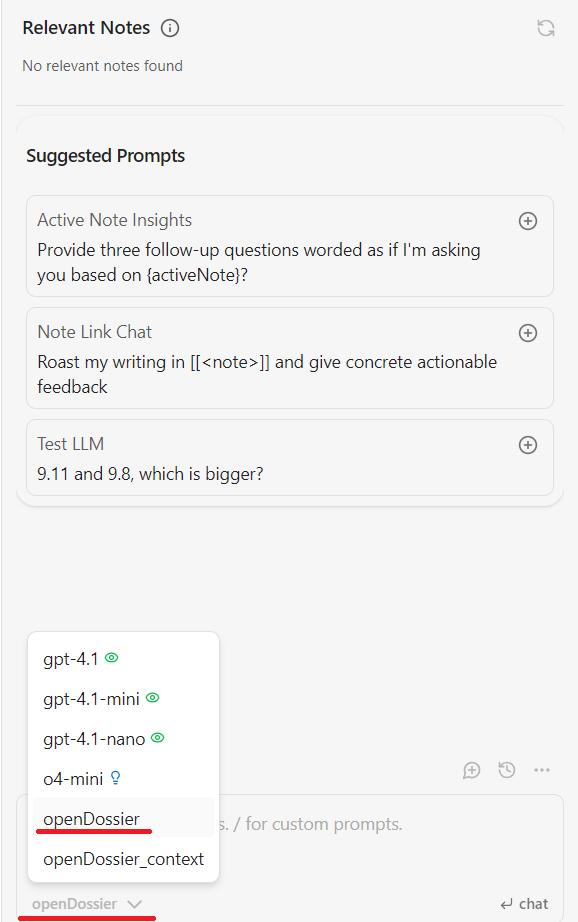 Relevant Notes
No relevant notes found
Suggested Prompts
Active Note Insights
Provide three follow-up questions worded as if I'm asking
you based on {activeNote}?
Note Link Chat
Roast my writing in [[<note>]] and give concrete actionable
feedback
Test LLM
9.11 and 9.8, which is bigger?
gpt-4.1
gpt-4.1-mini
gpt-4.1-nano
o4-mini
openDossier
s. / for custom prompts.
openDossier_context
openDossier
chat